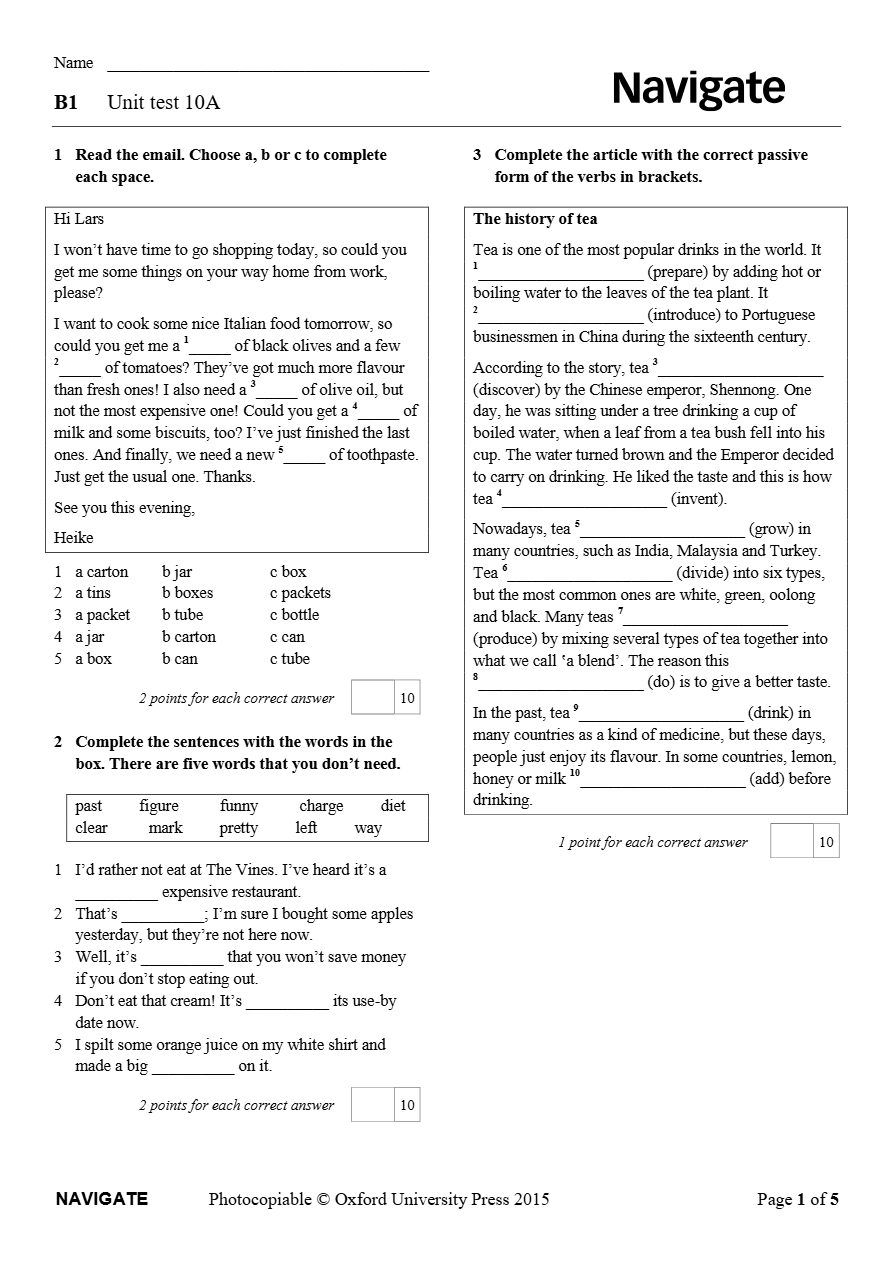 Name ____________________
Navigate
B1 Unit test 10A
1 Read the email. Choose a, b or c to complete
each space.
Hi Lars
I won’t have time to go shopping today, so could you
get me some things on your way home from work,
please?
I want to cook some nice Italian food tomorrow, so
could you get me a 1_____ of black olives and a few
2_____ of tomatoes? They’ve got much more flavour
than fresh ones! I also need a 3_____ of olive oil, but
not the most expensive one! Could you get a 4_____ of
milk and some biscuits, too? I’ve just finished the last
ones. And finally, we need a new 5_____ of toothpaste.
Just get the usual one. Thanks.
See you this evening,
Heike
1 a carton b jar c box
2 a tins b boxes c packets
3 a packet b tube c bottle
4 a jar b carton c can
5 a box b can c tube
2 points for each correct answer 10
2 Complete the sentences with the words in the
box. There are five words that you don’t need.
past figure funny charge diet
clear mark pretty left way
1 I’d rather not eat at The Vines. I’ve heard it’s a
__________ expensive restaurant.
2 That’s __________; I’m sure I bought some apples
yesterday, but they’re not here now.
3 Well, it’s __________ that you won’t save money
if you don’t stop eating out.
4 Don’t eat that cream! It’s __________ its use-by
date now.
5 I spilt some orange juice on my white shirt and
made a big __________ on it.
2 points for each correct answer 10
3 Complete the article with the correct passive
form of the verbs in brackets.
The history of tea
Tea is one of the most popular drinks in the world. It
1____________________ (prepare) by adding hot or
boiling water to the leaves of the tea plant. It
2____________________ (introduce) to Portuguese
businessmen in China during the sixteenth century.
According to the story, tea 3____________________
(discover) by the Chinese emperor, Shennong. One
day, he was sitting under a tree drinking a cup of
boiled water, when a leaf from a tea bush fell into his
cup. The water turned brown and the Emperor decided
to carry on drinking. He liked the taste and this is how
tea 4____________________ (invent).
Nowadays, tea 5____________________ (grow) in
many countries, such as India, Malaysia and Turkey.
Tea 6____________________ (divide) into six types,
but the most common ones are white, green, oolong
and black. Many teas 7____________________
(produce) by mixing several types of tea together into
what we call ‘a blend’. The reason this
8____________________ (do) is to give a better taste.
In the past, tea 9____________________ (drink) in
many countries as a kind of medicine, but these days,
people just enjoy its flavour. In some countries, lemon,
honey or milk 10____________________ (add) before
drinking.
1 point for each correct answer 10
NAVIGATE Photocopiable © Oxford University Press 2015 Page 1 of 5